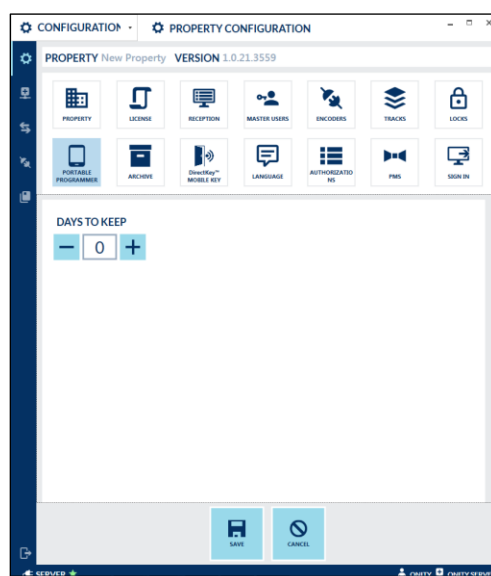 CONFIGURATION
PROPERTY CONFIGURATION
PROPERTY New Property VERSION 1.0.21.3559
PROPERTY
LICENSE
RECEPTION
MASTER USERS
ENCODERS
TRACKS
LOCKS
PORTABLE
PROGRAMMER
ARCHIVE
DirectKey™
MOBILE KEY
LANGUAGE
AUTHORIZATIO
NS
PMS
SIGN IN
DAYS TO KEEP
0
SAVE
CANCEL
SERVER
ONITY
ONITYSERVE